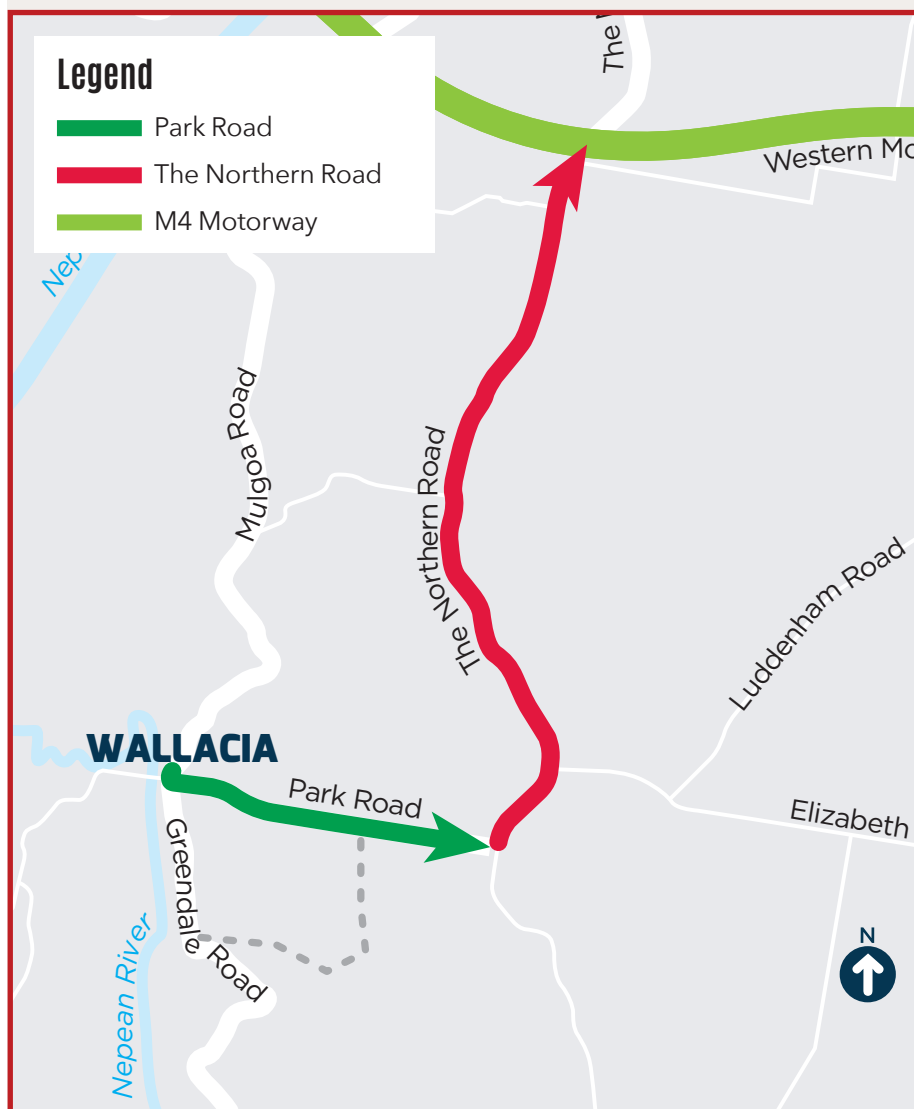 Legend
Park Road
The Northern Road
M4 Motorway
The
Western Mo
Nep
Mulgoa Road
The Northern Road
Luddenham Road
WALLACIA
Park Road
Elizabeth
Greendale Road
Nepean River
N